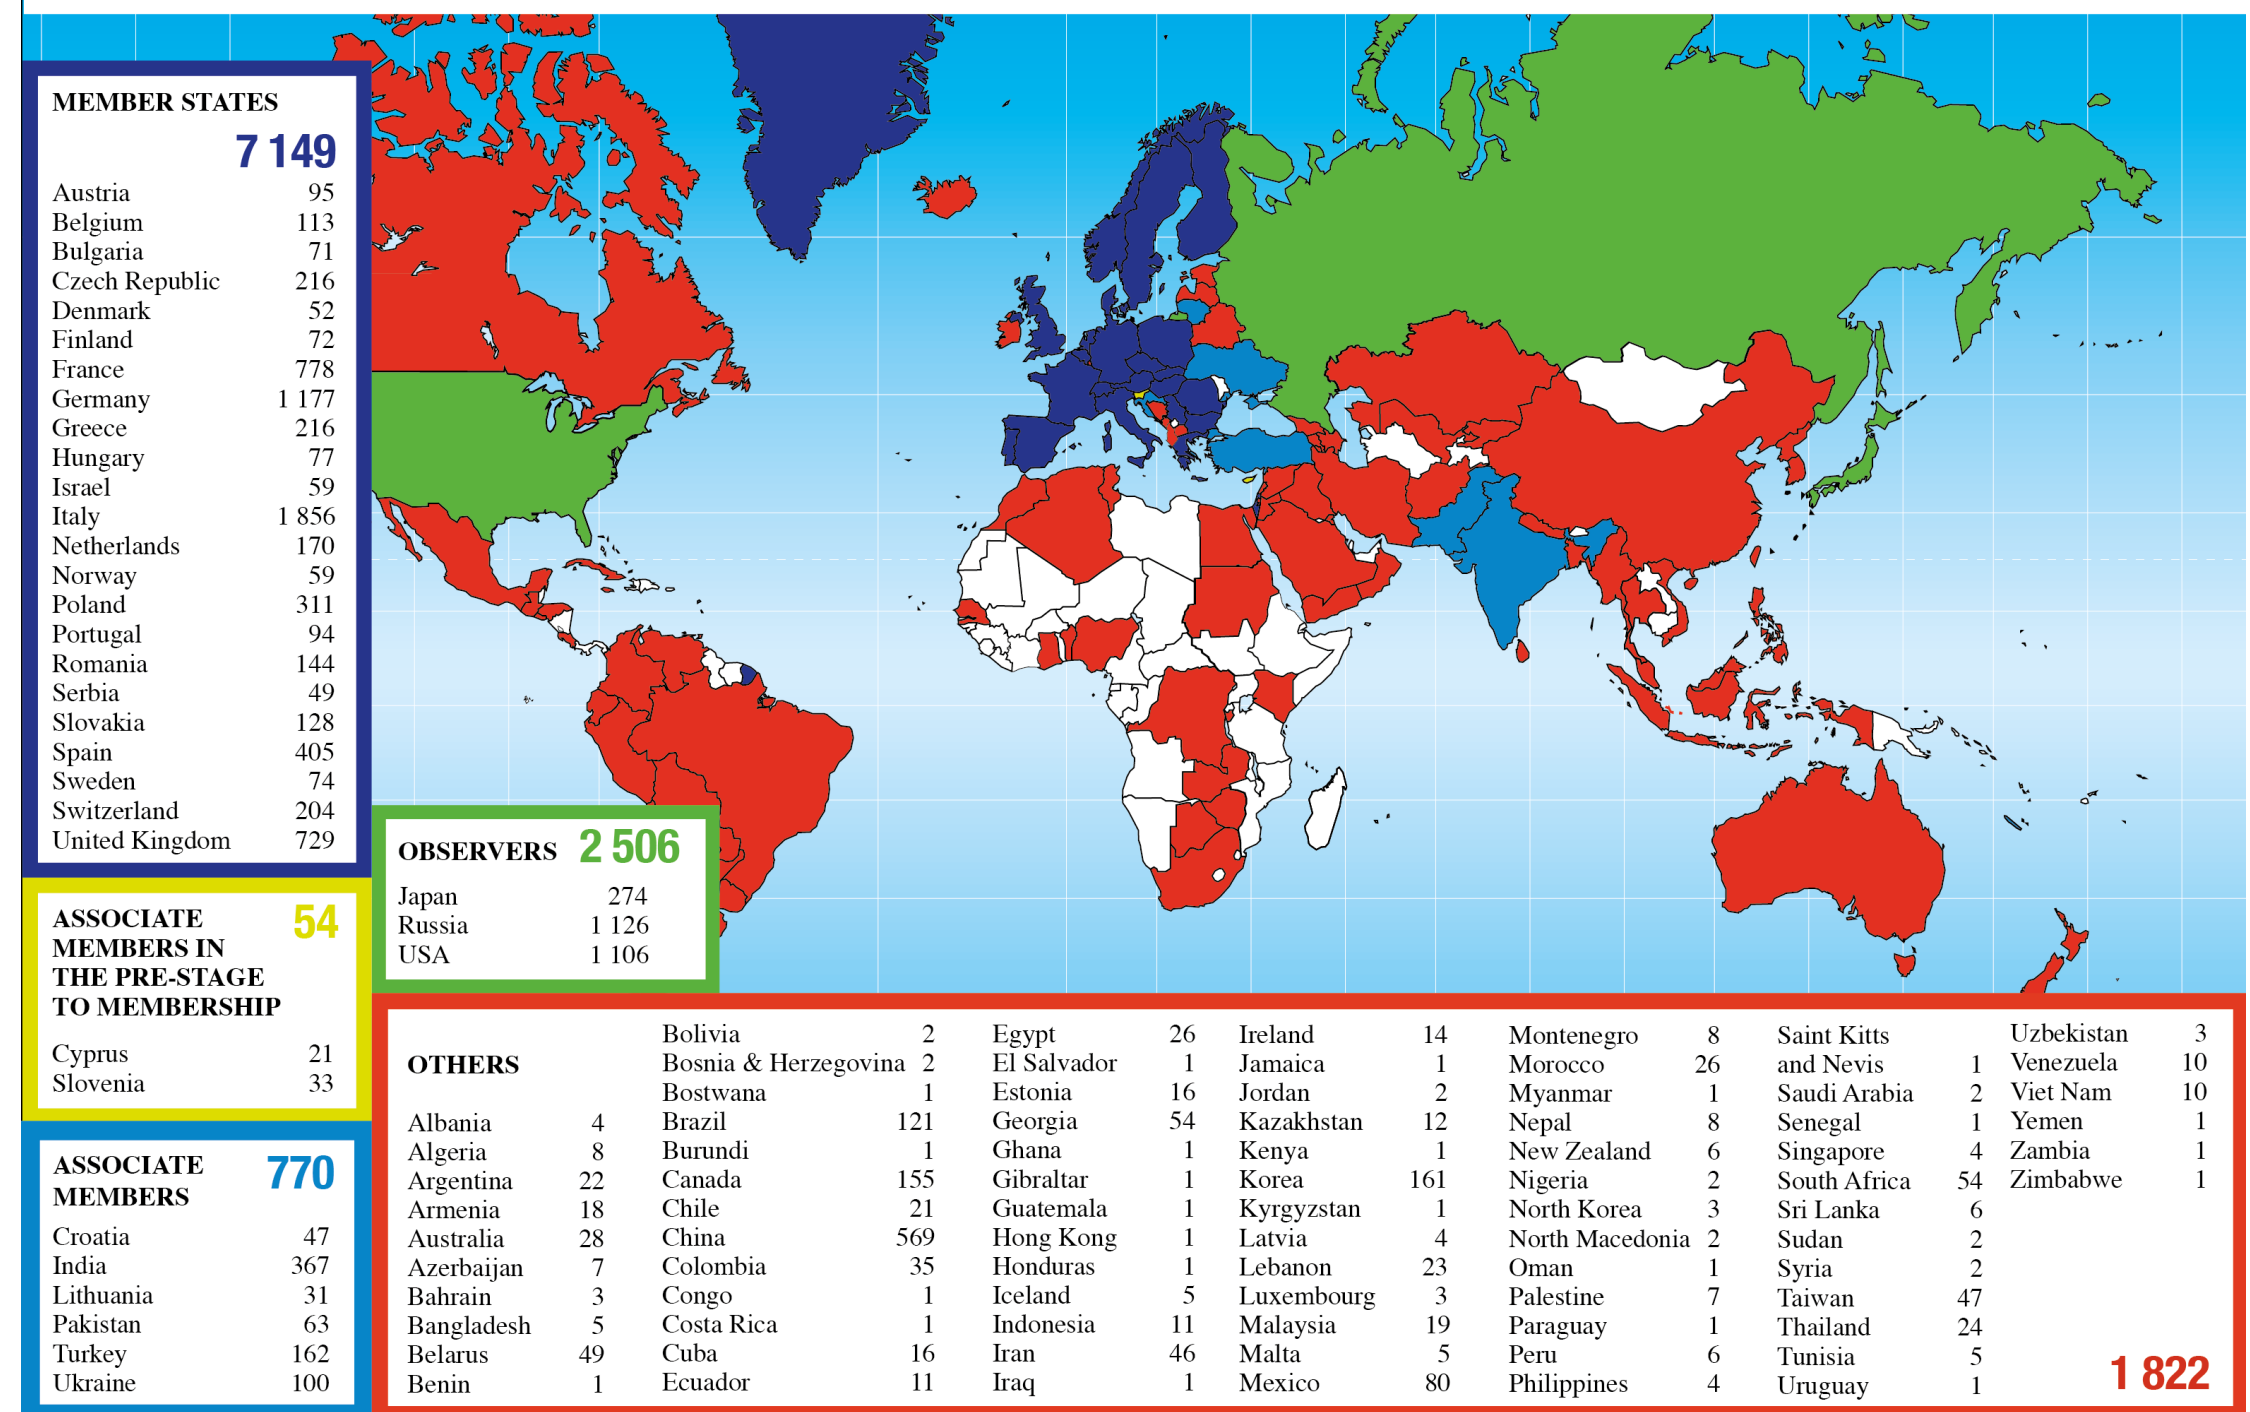 MEMBER STATES
7 149
Austria 95
Belgium 113
Bulgaria 71
Czech Republic 216
Denmark 52
Finland 72
France 778
Germany 1 177
Greece 216
Hungary 77
Israel 59
Italy 1 856
Netherlands 170
Norway 59
Poland 311
Portugal 94
Romania 144
Serbia 49
Slovakia 128
Spain 405
Sweden 74
Switzerland 204
United Kingdom 729
ASSOCIATE 54
MEMBERS IN
THE PRE-STAGE
TO MEMBERSHIP
Cyprus 21
Slovenia 33
ASSOCIATE 770
MEMBERS
Croatia 47
India 367
Lithuania 31
Pakistan 63
Turkey 162
Ukraine 100
OBSERVERS 2 506
Japan 274
Russia 1 126
USA 1 106
OTHERS
Albania 4
Algeria 8
Argentina 22
Armenia 18
Australia 28
Azerbaijan 7
Bahrain 3
Bangladesh 5
Belarus 49
Benin 1
Bolivia 2
Bosnia & Herzegovina 2
Bostwana 1
Brazil 121
Burundi 1
Canada 155
Chile 21
China 569
Colombia 35
Congo 1
Costa Rica 1
Cuba 16
Ecuador 11
Egypt 26
El Salvador 1
Estonia 16
Georgia 54
Ghana 1
Gibraltar 1
Guatemala 1
Hong Kong 1
Honduras 1
Iceland 5
Indonesia 11
Iran 46
Iraq 1
Ireland 14
Jamaica 1
Jordan 2
Kazakhstan 12
Kenya 1
Korea 161
Kyrgyzstan 1
Latvia 4
Lebanon 23
Luxembourg 3
Malaysia 19
Malta 5
Mexico 80
Montenegro 8
Morocco 26
Myanmar 1
Nepal 8
New Zealand 6
Nigeria 2
North Korea 3
North Macedonia 2
Oman 1
Palestine 7
Paraguay 1
Peru 6
Philippines 4
Saint Kitts
and Nevis 1
Saudi Arabia 2
Senegal 1
Singapore 4
South Africa 54
Sri Lanka 6
Sudan 2
Syria 2
Taiwan 47
Thailand 24
Tunisia 5
Uruguay 1
Uzbekistan 3
Venezuela 10
Viet Nam 10
Yemen 1
Zambia 1
Zimbabwe 1
1 822